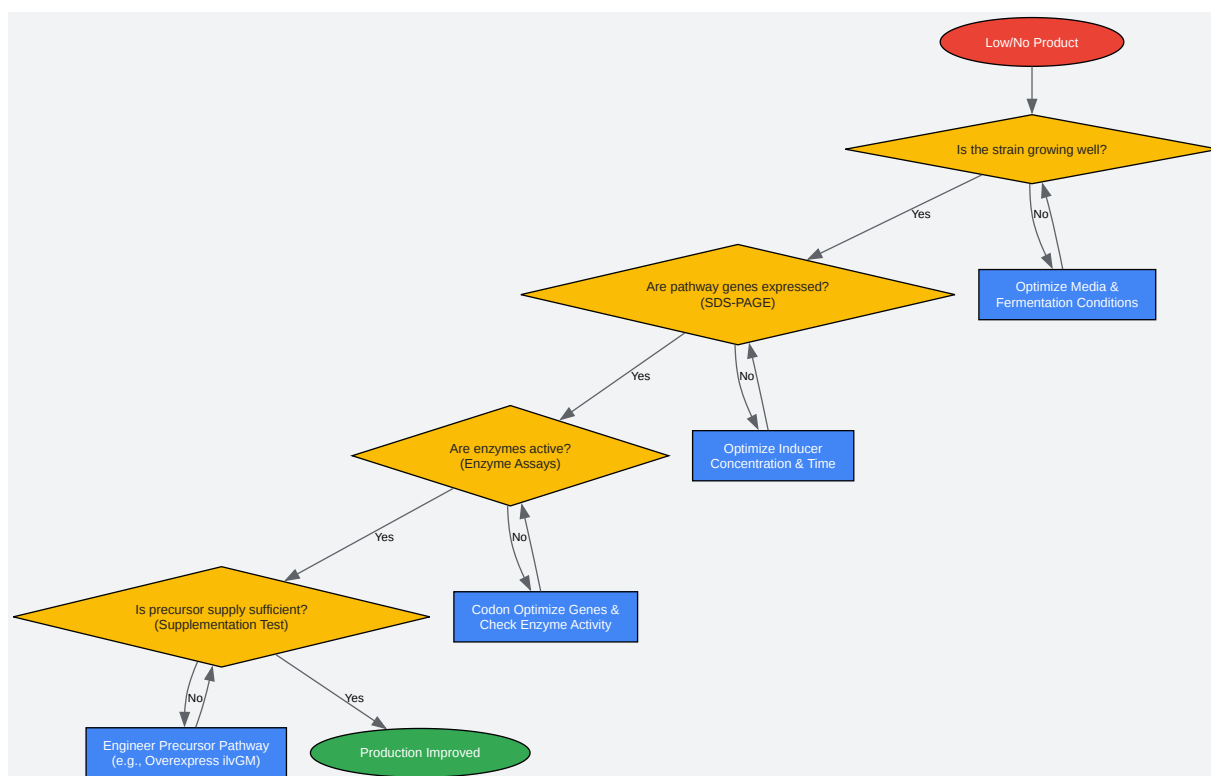 Low/No Product
Is the strain growing well?
Yes
No
Are pathway genes expressed?
(SDS-PAGE)
Optimize Media &
Fermentation Conditions
Yes
No
Are enzymes active?
(Enzyme Assays)
Optimize Inducer
Concentration & Time
Yes
No
Is precursor supply sufficient?
(Supplementation Test)
Codon Optimize Genes &
Check Enzyme Activity
No
Yes
Engineer Precursor Pathway
(e.g., Overexpress ilvGM)
Production Improved